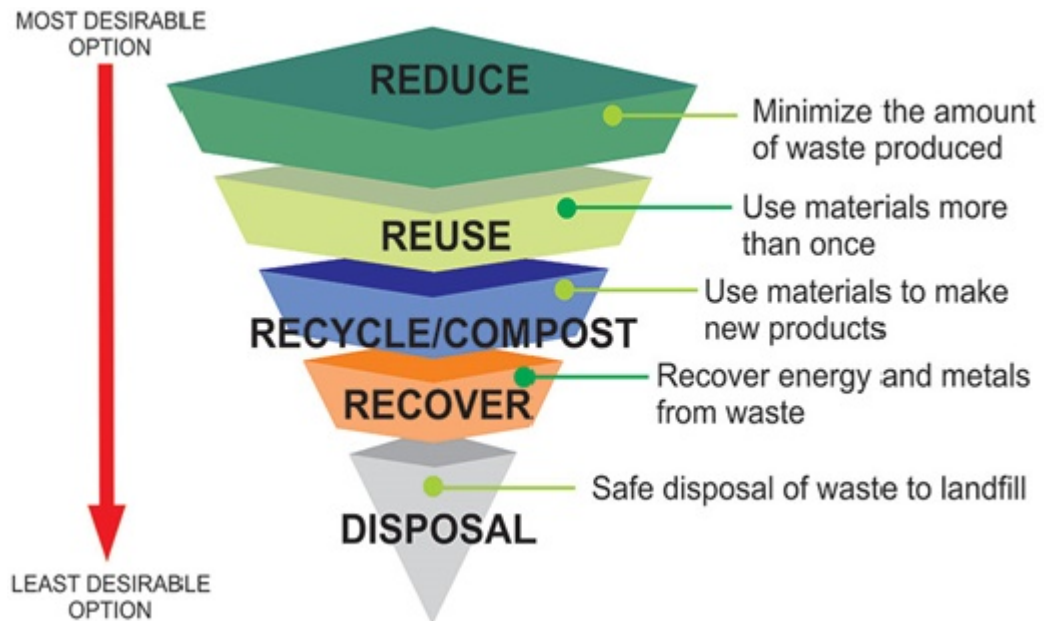 MOST DESIRABLE
OPTION
REDUCE
Minimize the amount
of waste produced
REUSE
Use materials more
than once
RECYCLE/COMPOST
Use materials to make
new products
RECOVER
Recover energy and metals
from waste
DISPOSAL
Safe disposal of waste to landfill
LEAST DESIRABLE
OPTION